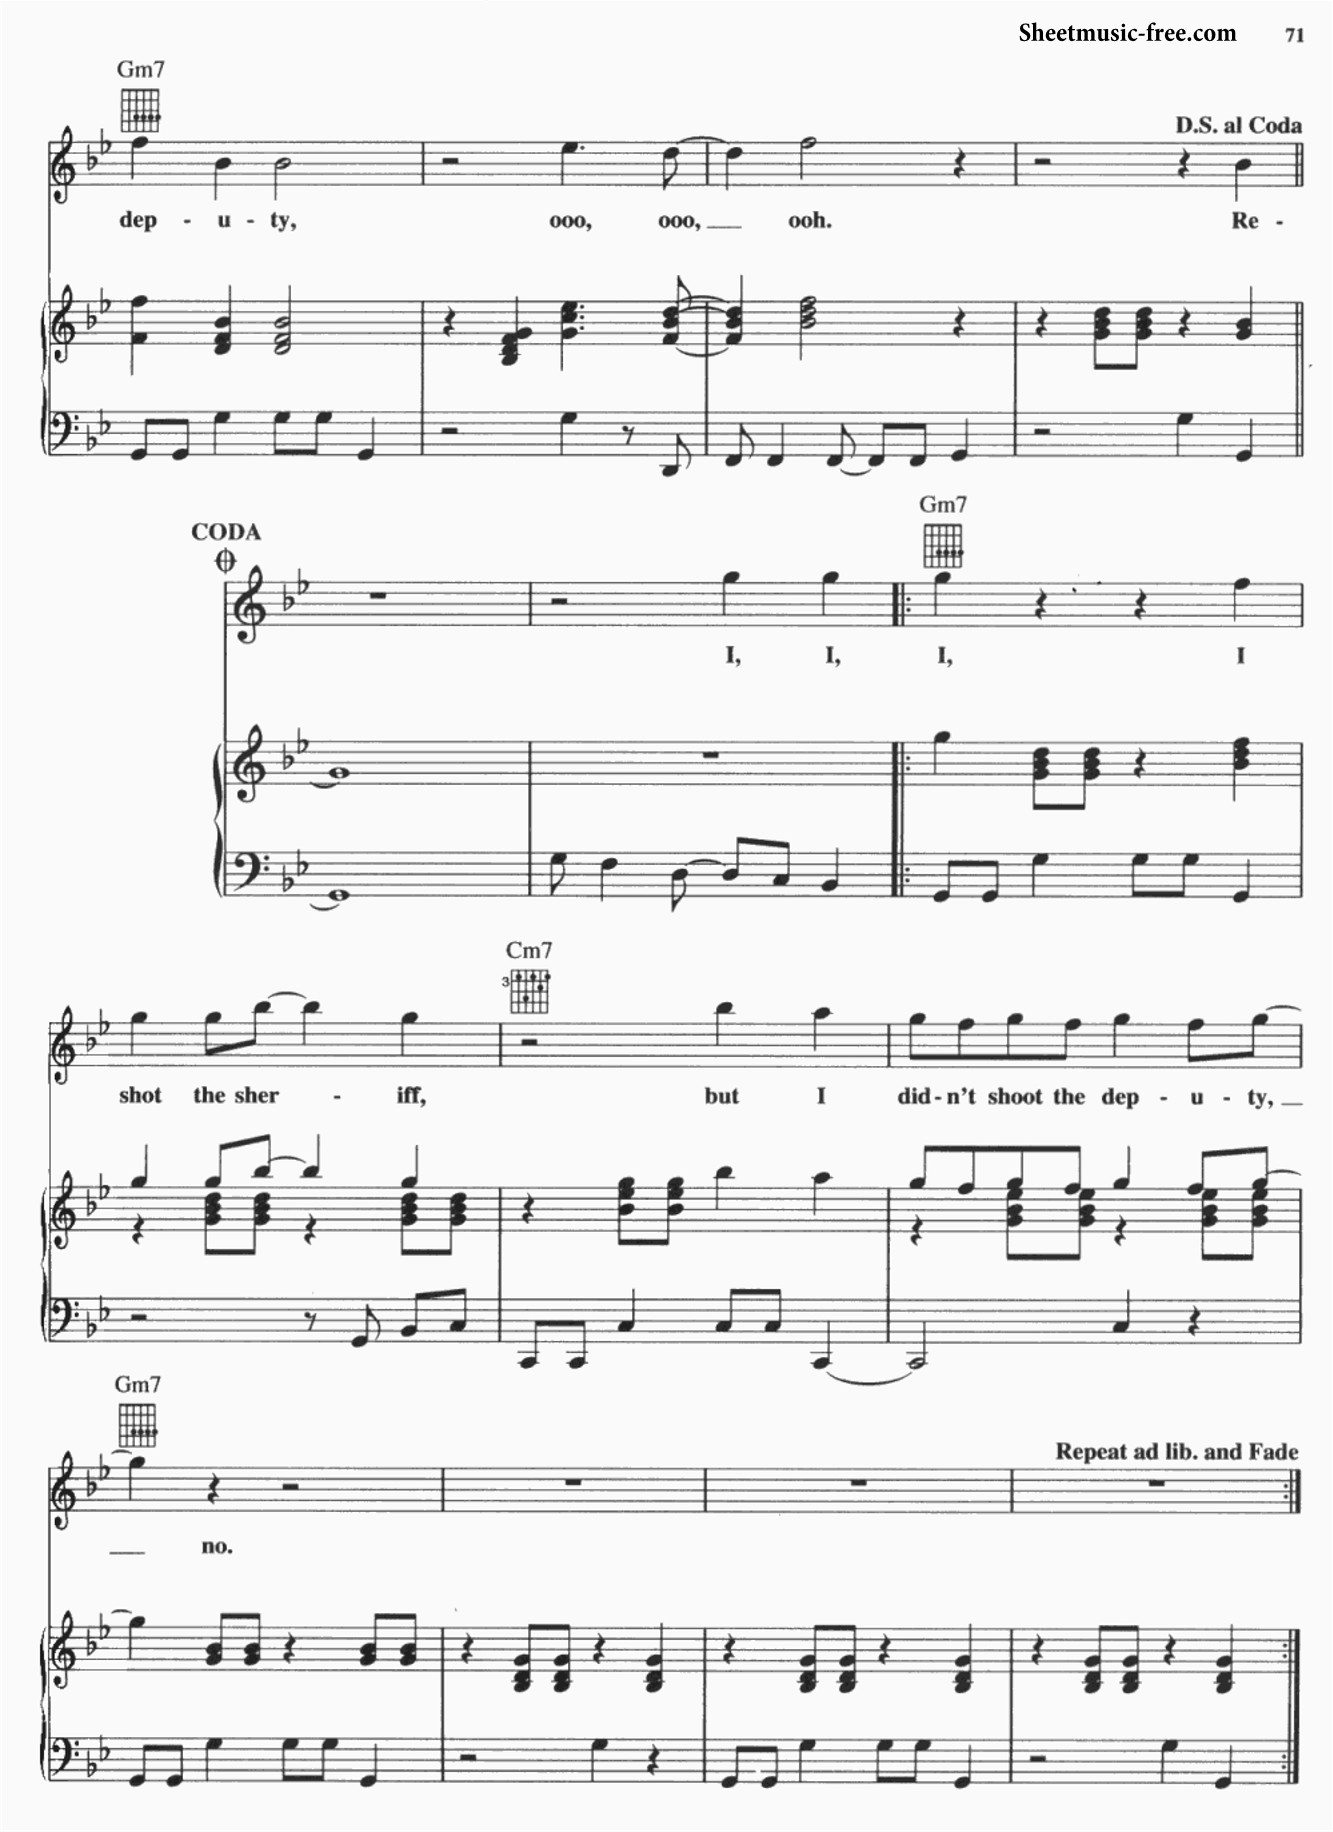 Sheetmusic-free.com 71
Gm7
D.S. al Coda
dep - u - ty, ooo, ooo, ooh. Re -
CODA
Gm7
I, I, I, I
Cm7
3
shot the sher - iff, but I did - n't shoot the dep - u - ty,
Gm7
Repeat ad lib. and Fade
no.